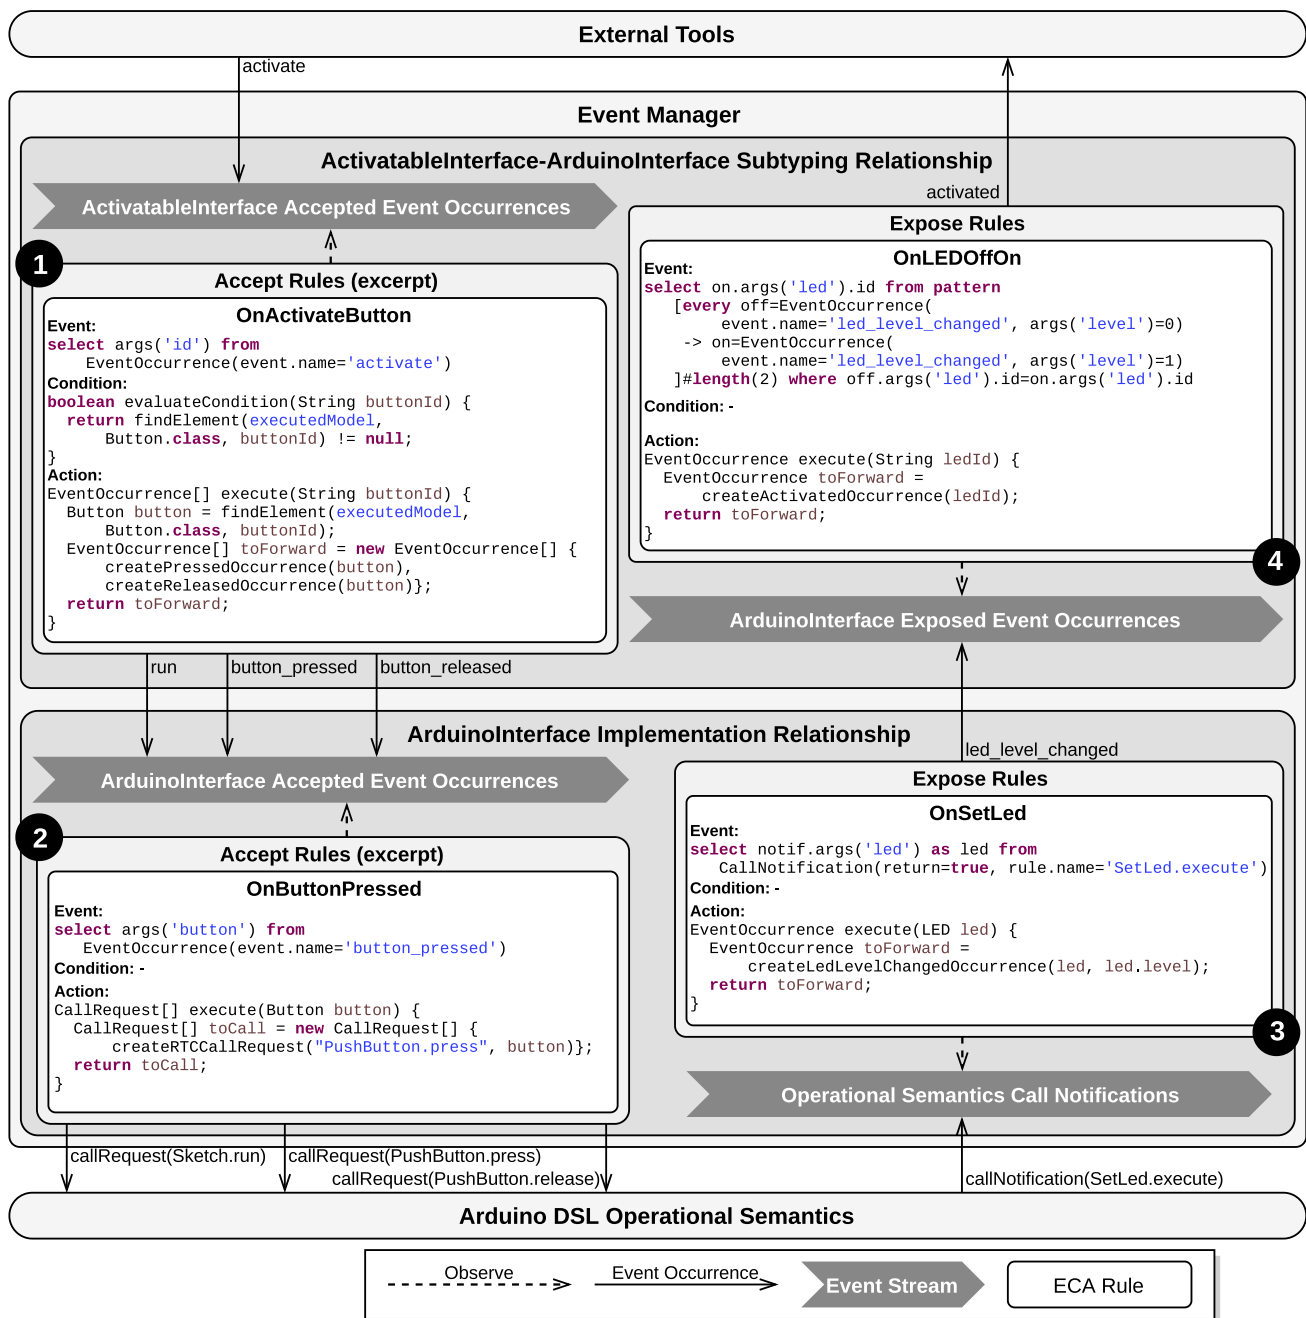 External Tools
activate
Event Manager
ActivatableInterface-ArduinoInterface Subtyping Relationship
ActivatableInterface Accepted Event Occurrences
1
Accept Rules (excerpt)
OnActivateButton
Event:
select args('id') from
    EventOccurrence(event.name='activate')
Condition:
boolean evaluateCondition(String buttonId) {
  return findElement(executedModel,
      Button.class, buttonId) != null;
}
Action:
EventOccurrence[] execute(String buttonId) {
  Button button = findElement(executedModel,
      Button.class, buttonId);
  EventOccurrence[] toForward = new EventOccurrence[] {
      createPressedOccurrence(button),
      createReleasedOccurrence(button)};
  return toForward;
}
activated
Expose Rules
OnLEDOffOn
Event:
select on.args('led').id from pattern
   [every off=EventOccurrence(
        event.name='led_level_changed', args('level')=0)
    -> on=EventOccurrence(
        event.name='led_level_changed', args('level')=1)
   ]#length(2) where off.args('led').id=on.args('led').id
Condition: -
Action:
EventOccurrence execute(String ledId) {
  EventOccurrence toForward =
      createActivatedOccurrence(ledId);
  return toForward;
}
4
ArduinoInterface Exposed Event Occurrences
run
button_pressed
button_released
ArduinoInterface Implementation Relationship
ArduinoInterface Accepted Event Occurrences
2
Accept Rules (excerpt)
OnButtonPressed
Event:
select args('button') from
   EventOccurrence(event.name='button_pressed')
Condition: -
Action:
CallRequest[] execute(Button button) {
  CallRequest[] toCall = new CallRequest[] {
      createRTCCallRequest("PushButton.press", button)};
  return toCall;
}
led_level_changed
Expose Rules
OnSetLed
Event:
select notif.args('led') as led from
   CallNotification(return=true, rule.name='SetLed.execute')
Condition: -
Action:
EventOccurrence execute(LED led) {
  EventOccurrence toForward =
      createLedLevelChangedOccurrence(led, led.level);
  return toForward;
}
3
Operational Semantics Call Notifications
callRequest(Sketch.run)
callRequest(PushButton.press)
callRequest(PushButton.release)
callNotification(SetLed.execute)
Arduino DSL Operational Semantics
Observe
Event Occurrence
Event Stream
ECA Rule